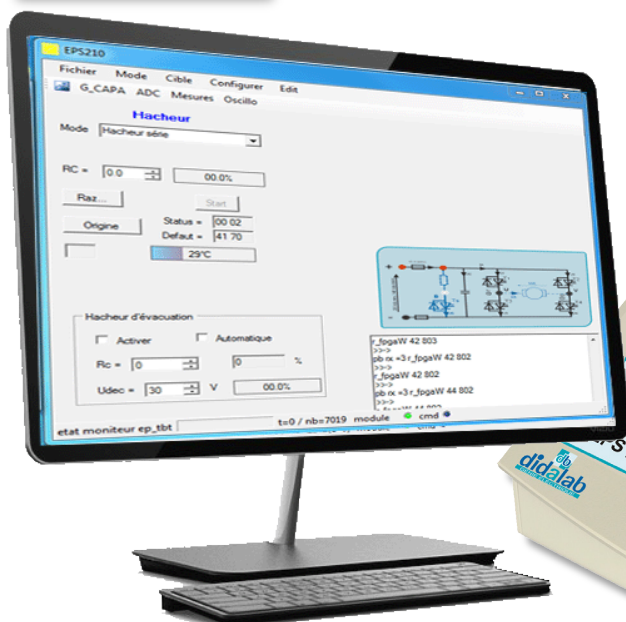 EPS210
Fichier Mode Cible Configurer Edit
G_CAPA ADC Mesures Oscillo
Hacheur
Mode Hacheur série
RC = 0.0 00.0%
Raz... Start
Origine Status = 00 02
Defaut = 41 70
29°C
Hacheur d'évacuation
Activer Automatique
Rc = 0 0 %
Udec = 30 V 00.0%
r_fpgaW 42 803
>>->
pb rx =3 r_fpgaW 42 802
>>->
r_fpgaW 42 802
>>->
pb rx =3 r_fpgaW 44 802
>>->
etat moniteur ep_tbt t=0 / nb=7019 module cmd
didalab